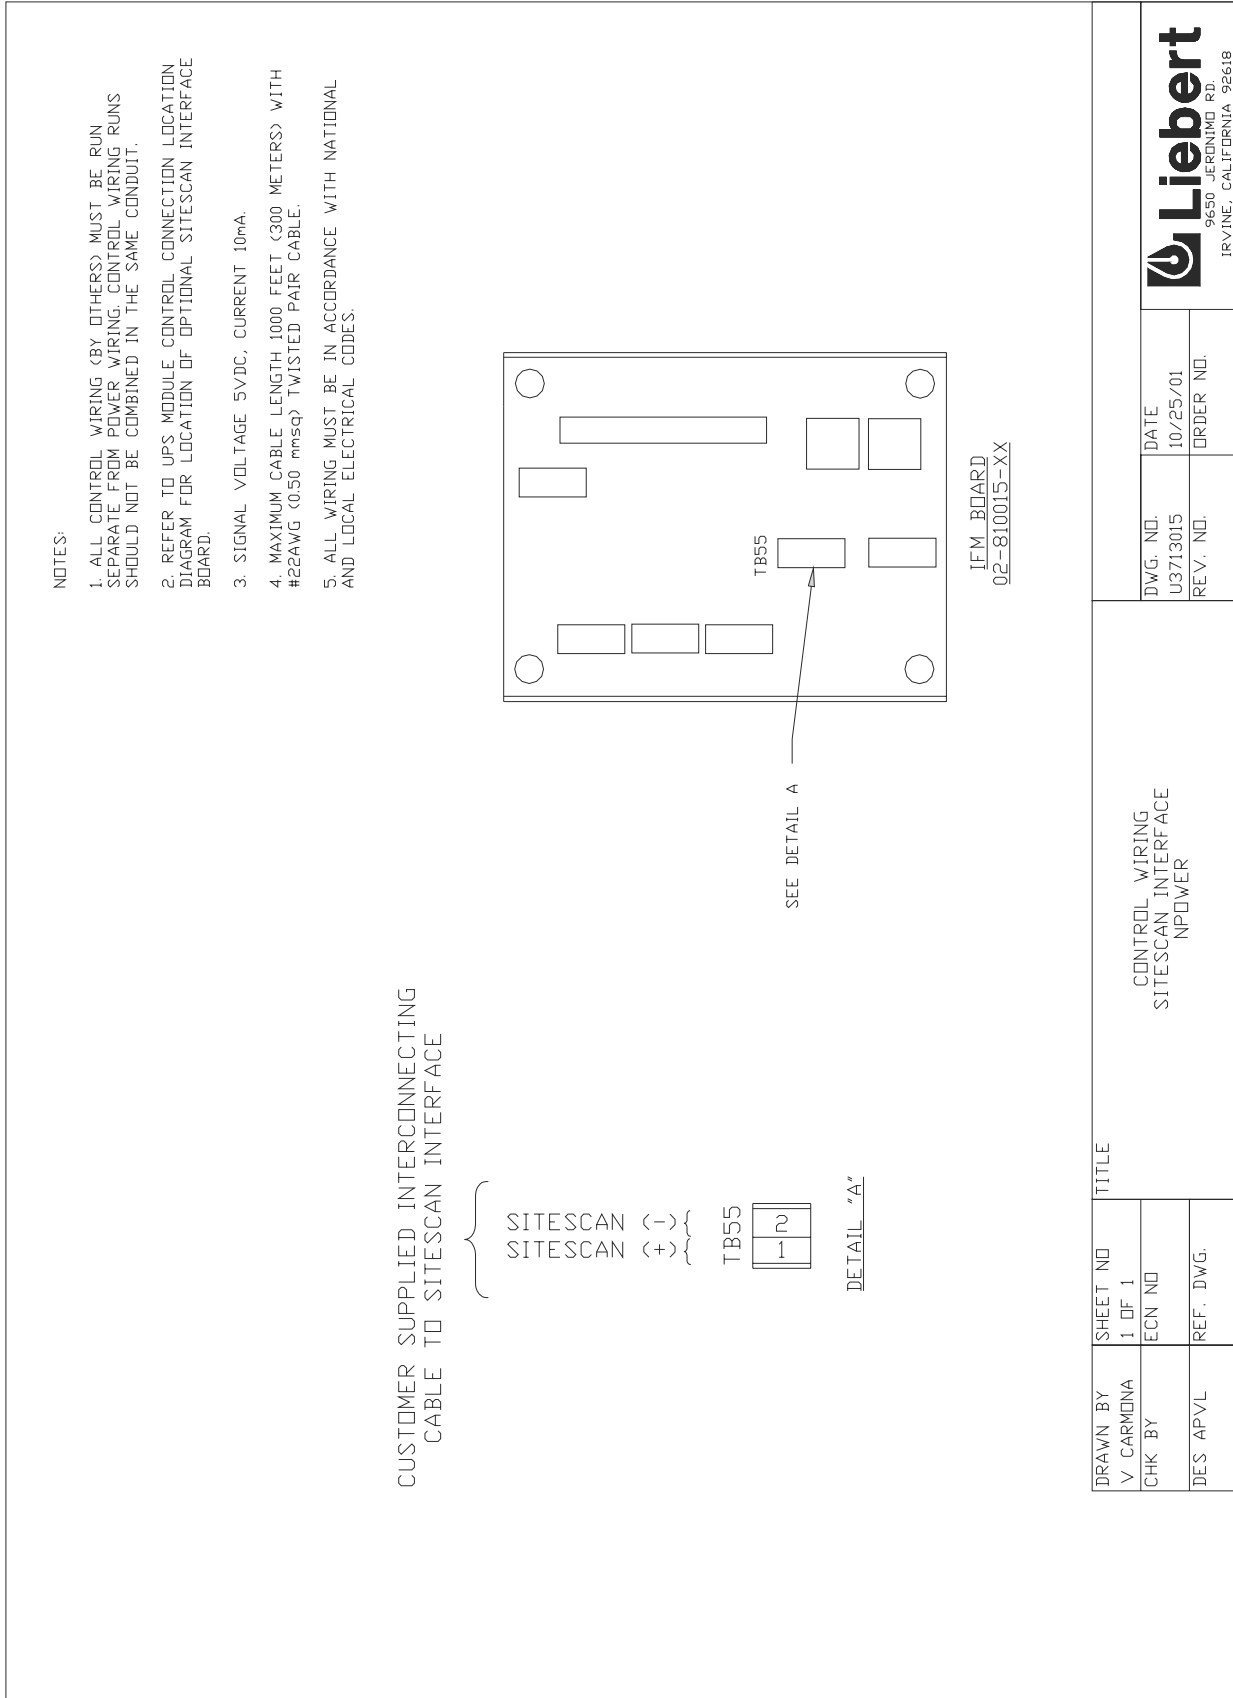 NOTES:
1. ALL CONTROL WIRING (BY OTHERS) MUST BE RUN
SEPARATE FROM POWER WIRING. CONTROL WIRING RUNS
SHOULD NOT BE COMBINED IN THE SAME CONDUIT.
2. REFER TO UPS MODULE CONTROL CONNECTION LOCATION
DIAGRAM FOR LOCATION OF OPTIONAL SITESCAN INTERFACE
BOARD.
3. SIGNAL VOLTAGE 5VDC, CURRENT 10mA.
4. MAXIMUM CABLE LENGTH 1000 FEET (300 METERS) WITH
#22AWG (0.50 mmsq) TWISTED PAIR CABLE.
5. ALL WIRING MUST BE IN ACCORDANCE WITH NATIONAL
AND LOCAL ELECTRICAL CODES.
CUSTOMER SUPPLIED INTERCONNECTING
CABLE TO SITESCAN INTERFACE
SITESCAN (-){
SITESCAN (+){
TB55
1 2
DETAIL "A"
SEE DETAIL A
TB55
IFM BOARD
02-810015-XX
DRAWN BY
V CARMONA
CHK BY
DES APVL
SHEET NO
1 OF 1
ECN NO
REF. DWG.
TITLE
CONTROL WIRING
SITESCAN INTERFACE
NPOWER
DWG. NO.
U3713015
REV. NO.
DATE
10/25/01
ORDER NO.
Liebert
9650 JERONIMO RD.
IRVINE, CALIFORNIA 92618